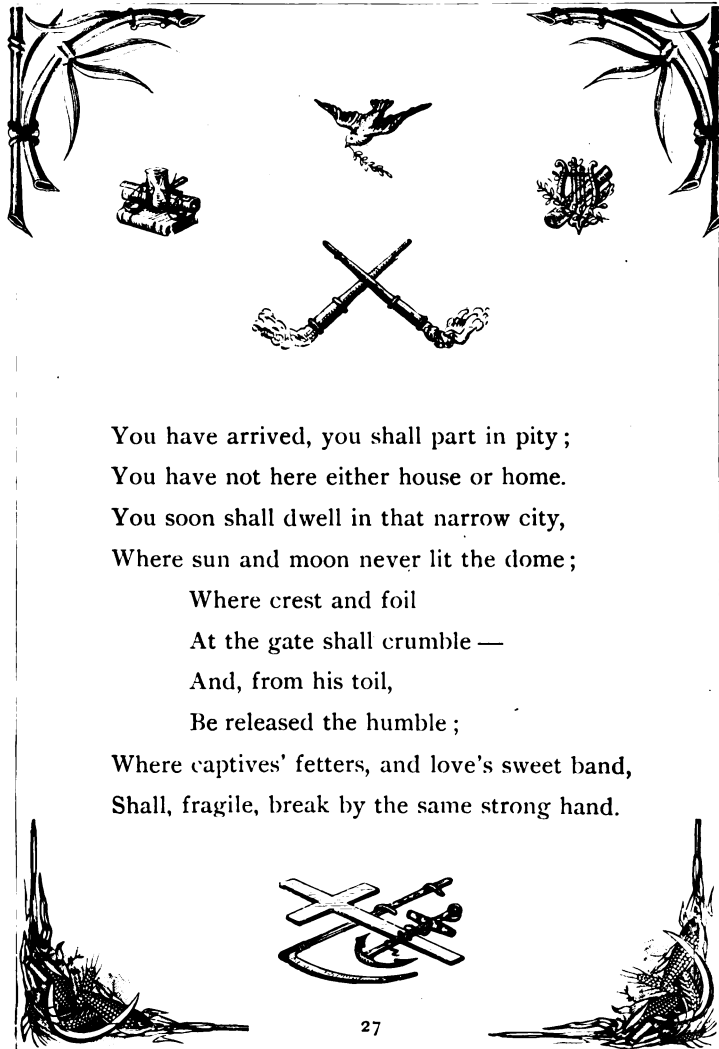 You have arrived, you shall part in pity;
You have not here either house or home.
You soon shall dwell in that narrow city,
Where sun and moon never lit the dome;
Where crest and foil
At the gate shall crumble —
And, from his toil,
Be released the humble;
Where captives' fetters, and love's sweet band,
Shall, fragile, break by the same strong hand.
27